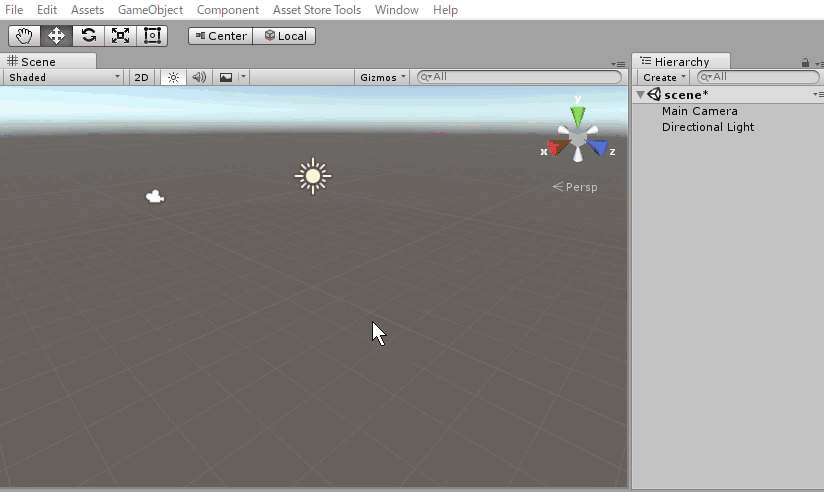 File Edit Assets GameObject Component Asset Store Tools Window Help
Center Local
Scene
Hierarchy
Shaded 2D Gizmos All
Create All
scene*
Main Camera
Directional Light
y
x z
Persp